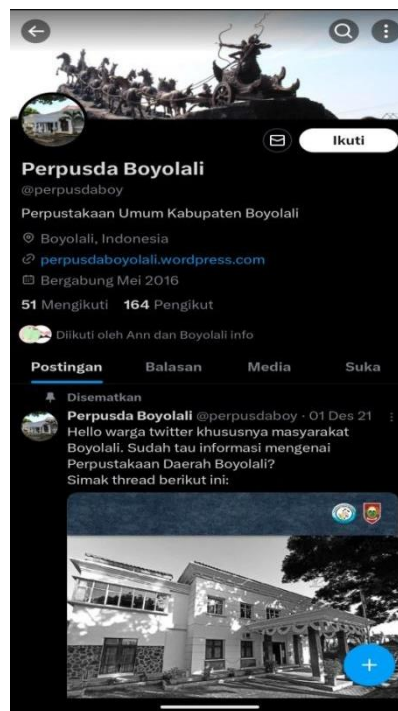 Ikuti
Perpusda Boyolali
@perpusdaboy
Perpustakaan Umum Kabupaten Boyolali
Boyolali, Indonesia
perpusdaboyolali.wordpress.com
Bergabung Mei 2016
51 Mengikuti 164 Pengikut
Diikuti oleh Ann dan Boyolali info
Postingan Balasan Media Suka
Disematkan
Perpusda Boyolali @perpusdaboy · 01 Des 21
Hello warga twitter khususnya masyarakat
Boyolali. Sudah tau informasi mengenai
Perpustakaan Daerah Boyolali?
Simak thread berikut ini: